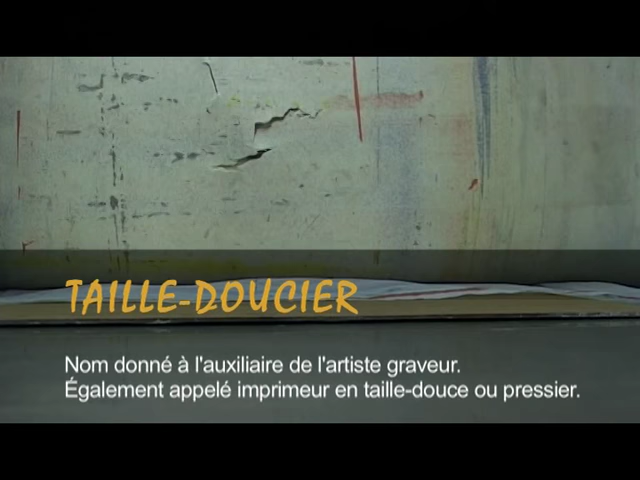 TAILLE-DOUCIER
Nom donné à l'auxiliaire de l'artiste graveur.
Également appelé imprimeur en taille-douce ou pressier.